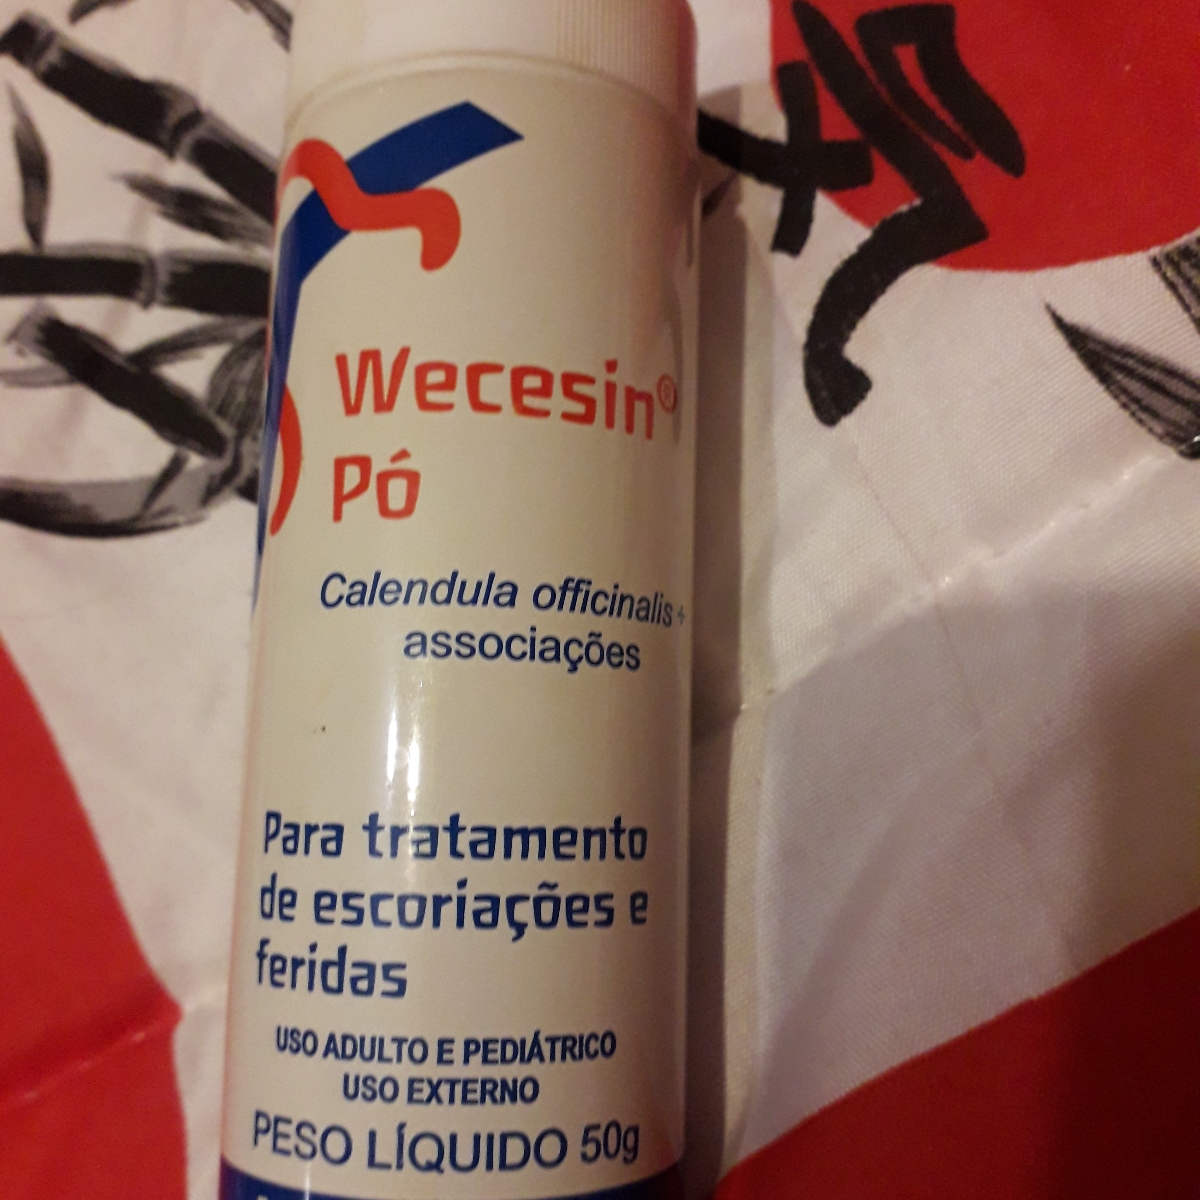 Wecesin®
Pó
Calendula officinalis +
associações
Para tratamento
de escoriações e
feridas
USO ADULTO E PEDIÁTRICO
USO EXTERNO
PESO LÍQUIDO 50g